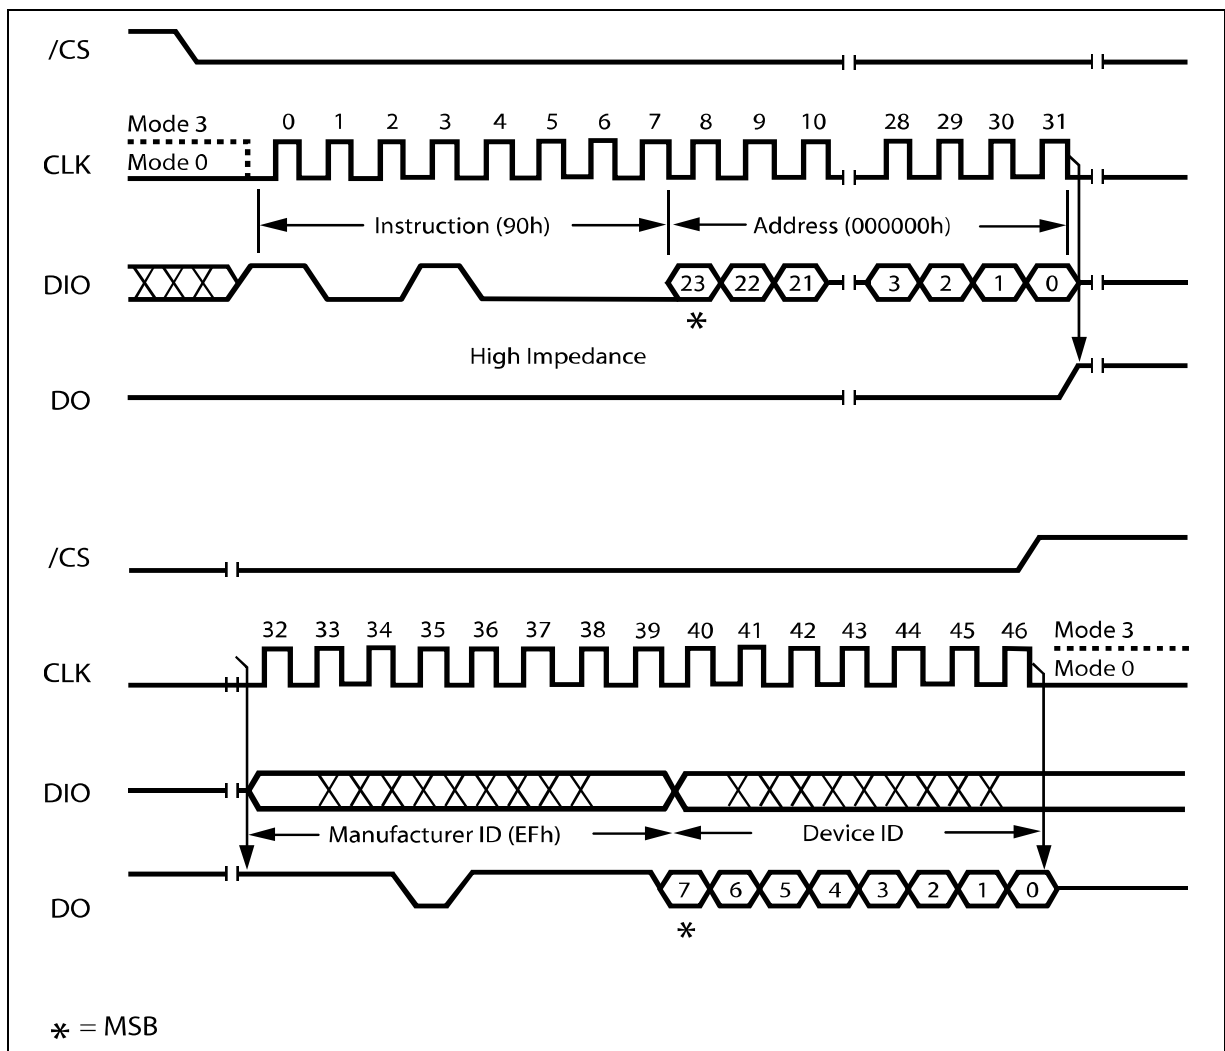 /CS
Mode 3
0 1 2 3 4 5 6 7 8 9 10 28 29 30 31
CLK
Mode 0
Instruction (90h) Address (000000h)
DIO 23 22 21 3 2 1 0
*
High Impedance
DO
/CS
32 33 34 35 36 37 38 39 40 41 42 43 44 45 46 Mode 3
CLK Mode 0
DIO
Manufacturer ID (EFh) Device ID
DO 7 6 5 4 3 2 1 0
*
* = MSB